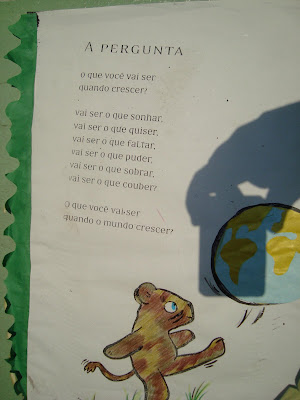 A PERGUNTA
o que você vai ser
quando crescer?
vai ser o que sonhar,
vai ser o que quiser,
vai ser o que faltar,
vai ser o que puder,
vai ser o que sobrar,
vai ser o que couber?
o que você vai ser
quando o mundo crescer?